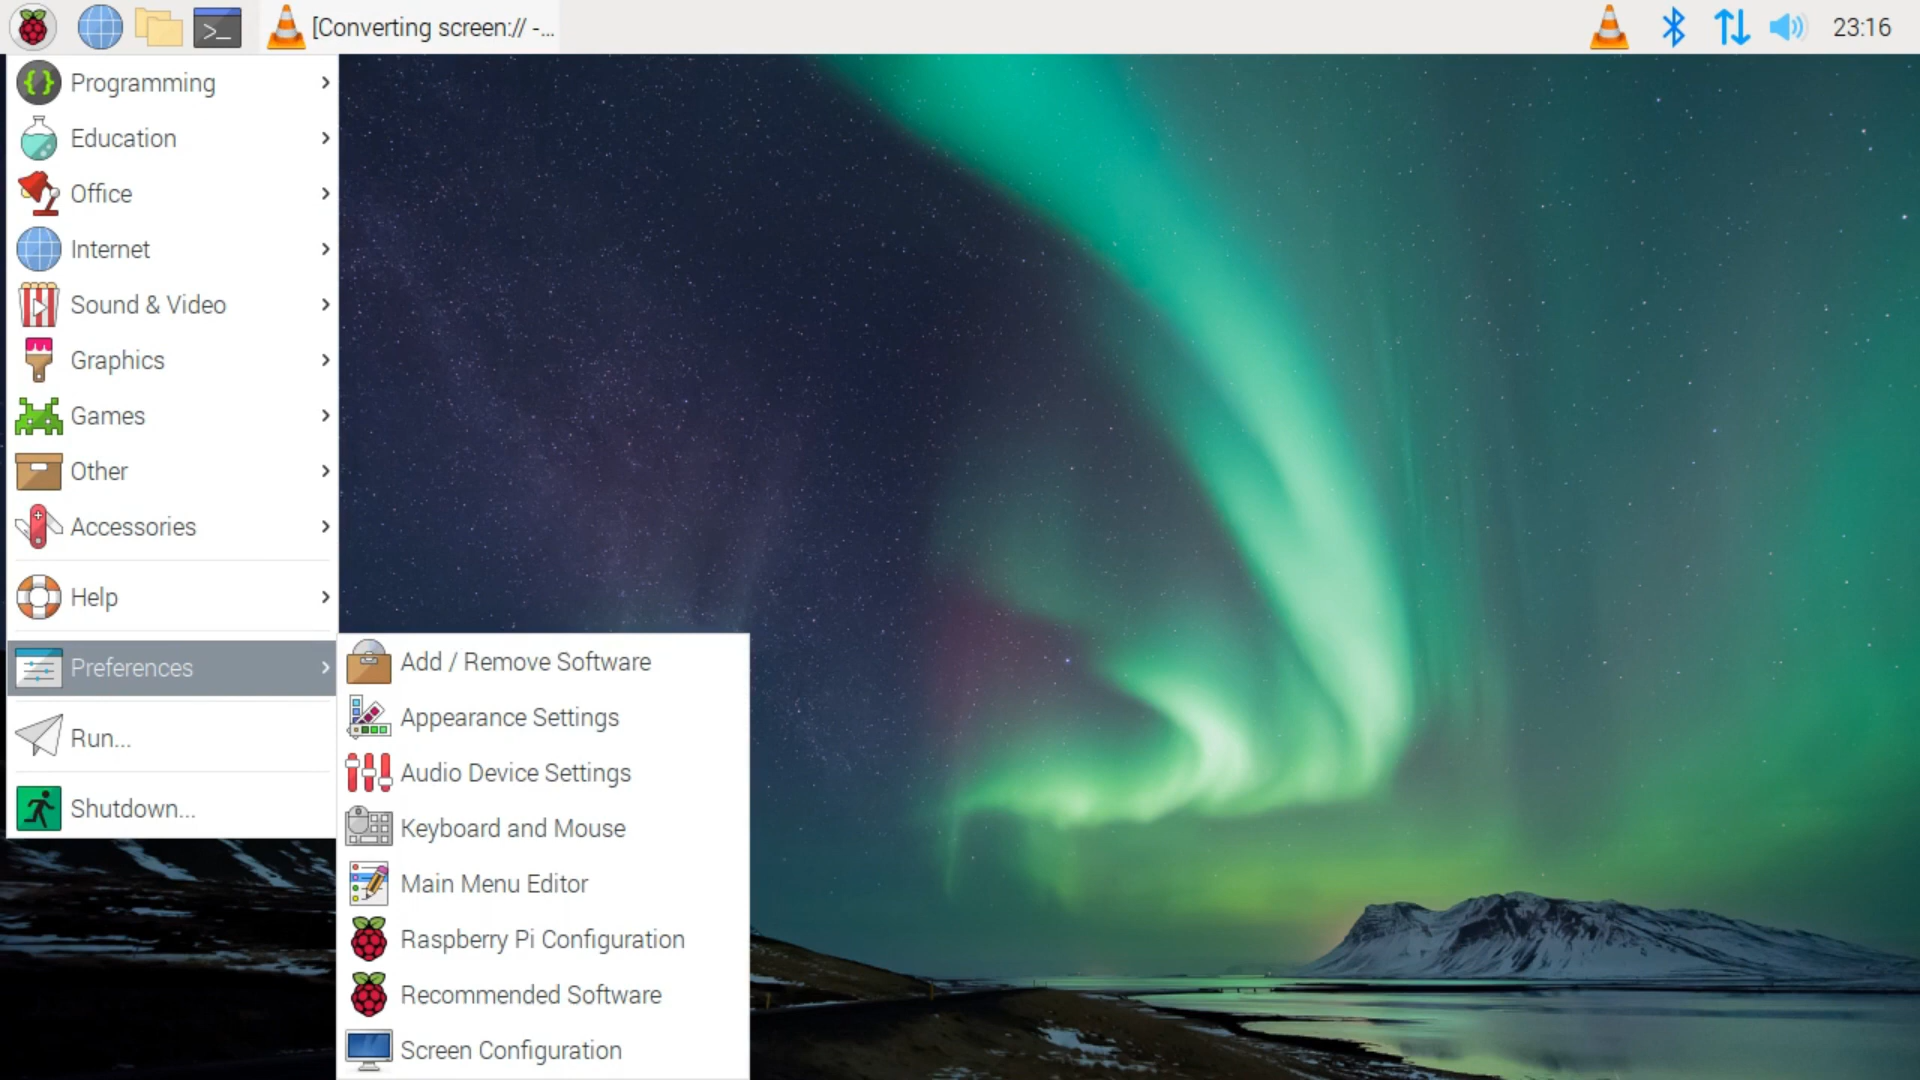 [Converting screen:// -...
23:16
Programming
Education
Office
Internet
Sound & Video
Graphics
Games
Other
Accessories
Help
Preferences
Run...
Shutdown...
Add / Remove Software
Appearance Settings
Audio Device Settings
Keyboard and Mouse
Main Menu Editor
Raspberry Pi Configuration
Recommended Software
Screen Configuration